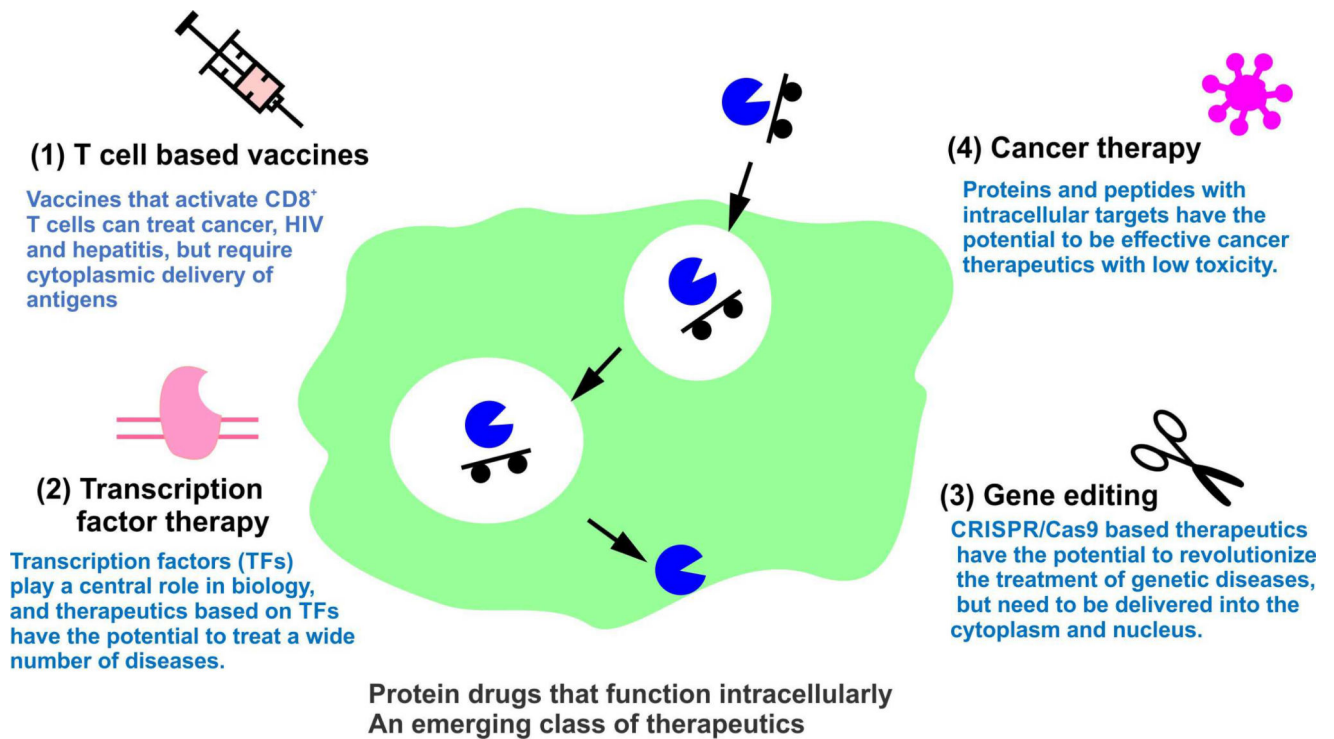 (1) T cell based vaccines
Vaccines that activate CD8⁺
T cells can treat cancer, HIV
and hepatitis, but require
cytoplasmic delivery of
antigens
(2) Transcription
factor therapy
Transcription factors (TFs)
play a central role in biology,
and therapeutics based on TFs
have the potential to treat a wide
number of diseases.
(4) Cancer therapy
Proteins and peptides with
intracellular targets have the
potential to be effective cancer
therapeutics with low toxicity.
(3) Gene editing
CRISPR/Cas9 based therapeutics
have the potential to revolutionize
the treatment of genetic diseases,
but need to be delivered into the
cytoplasm and nucleus.
Protein drugs that function intracellularly
An emerging class of therapeutics